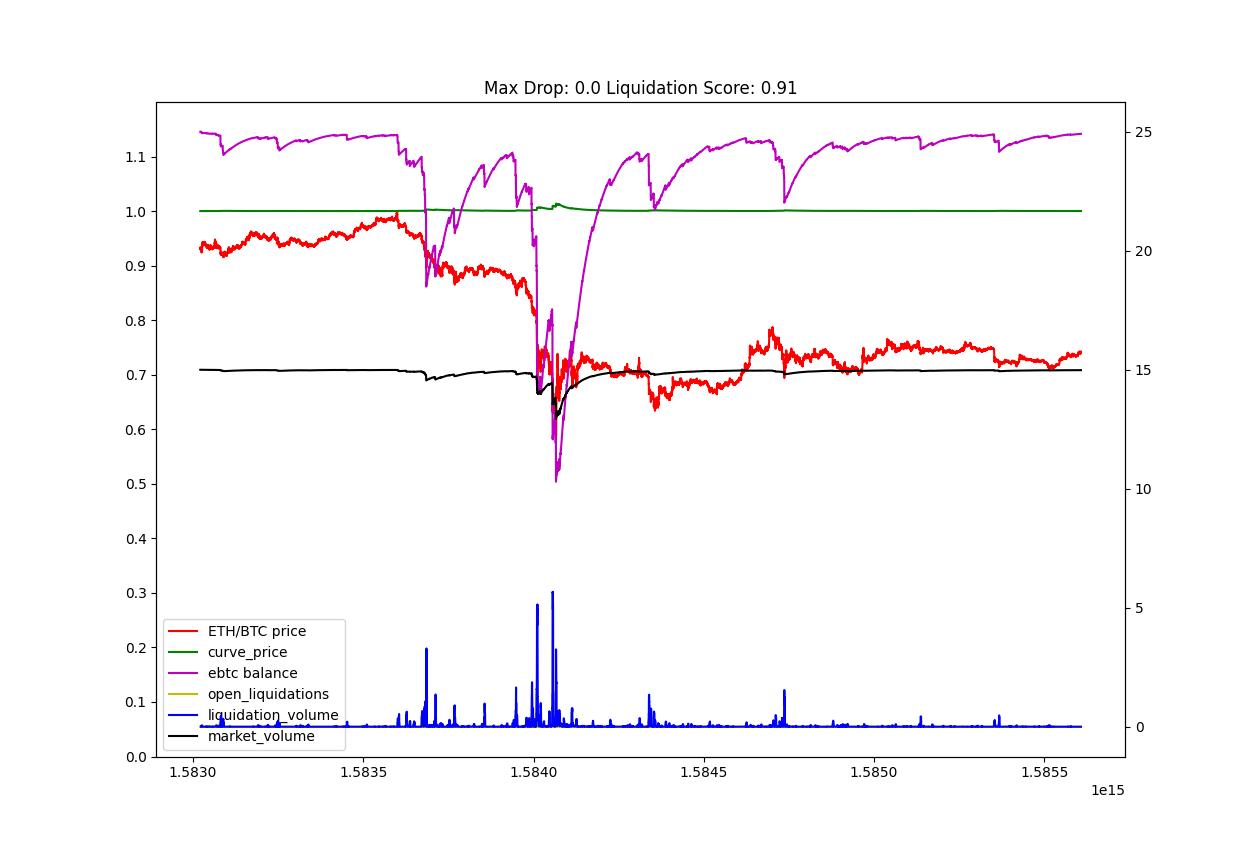 Max Drop: 0.0 Liquidation Score: 0.91
1.1
1.0
0.9
0.8
0.7
0.6
0.5
0.4
0.3
0.2
0.1
0.0
25
20
15
10
5
0
ETH/BTC price
curve_price
ebtc balance
open_liquidations
liquidation_volume
market_volume
1.5830 1.5835 1.5840 1.5845 1.5850 1.5855
1e15